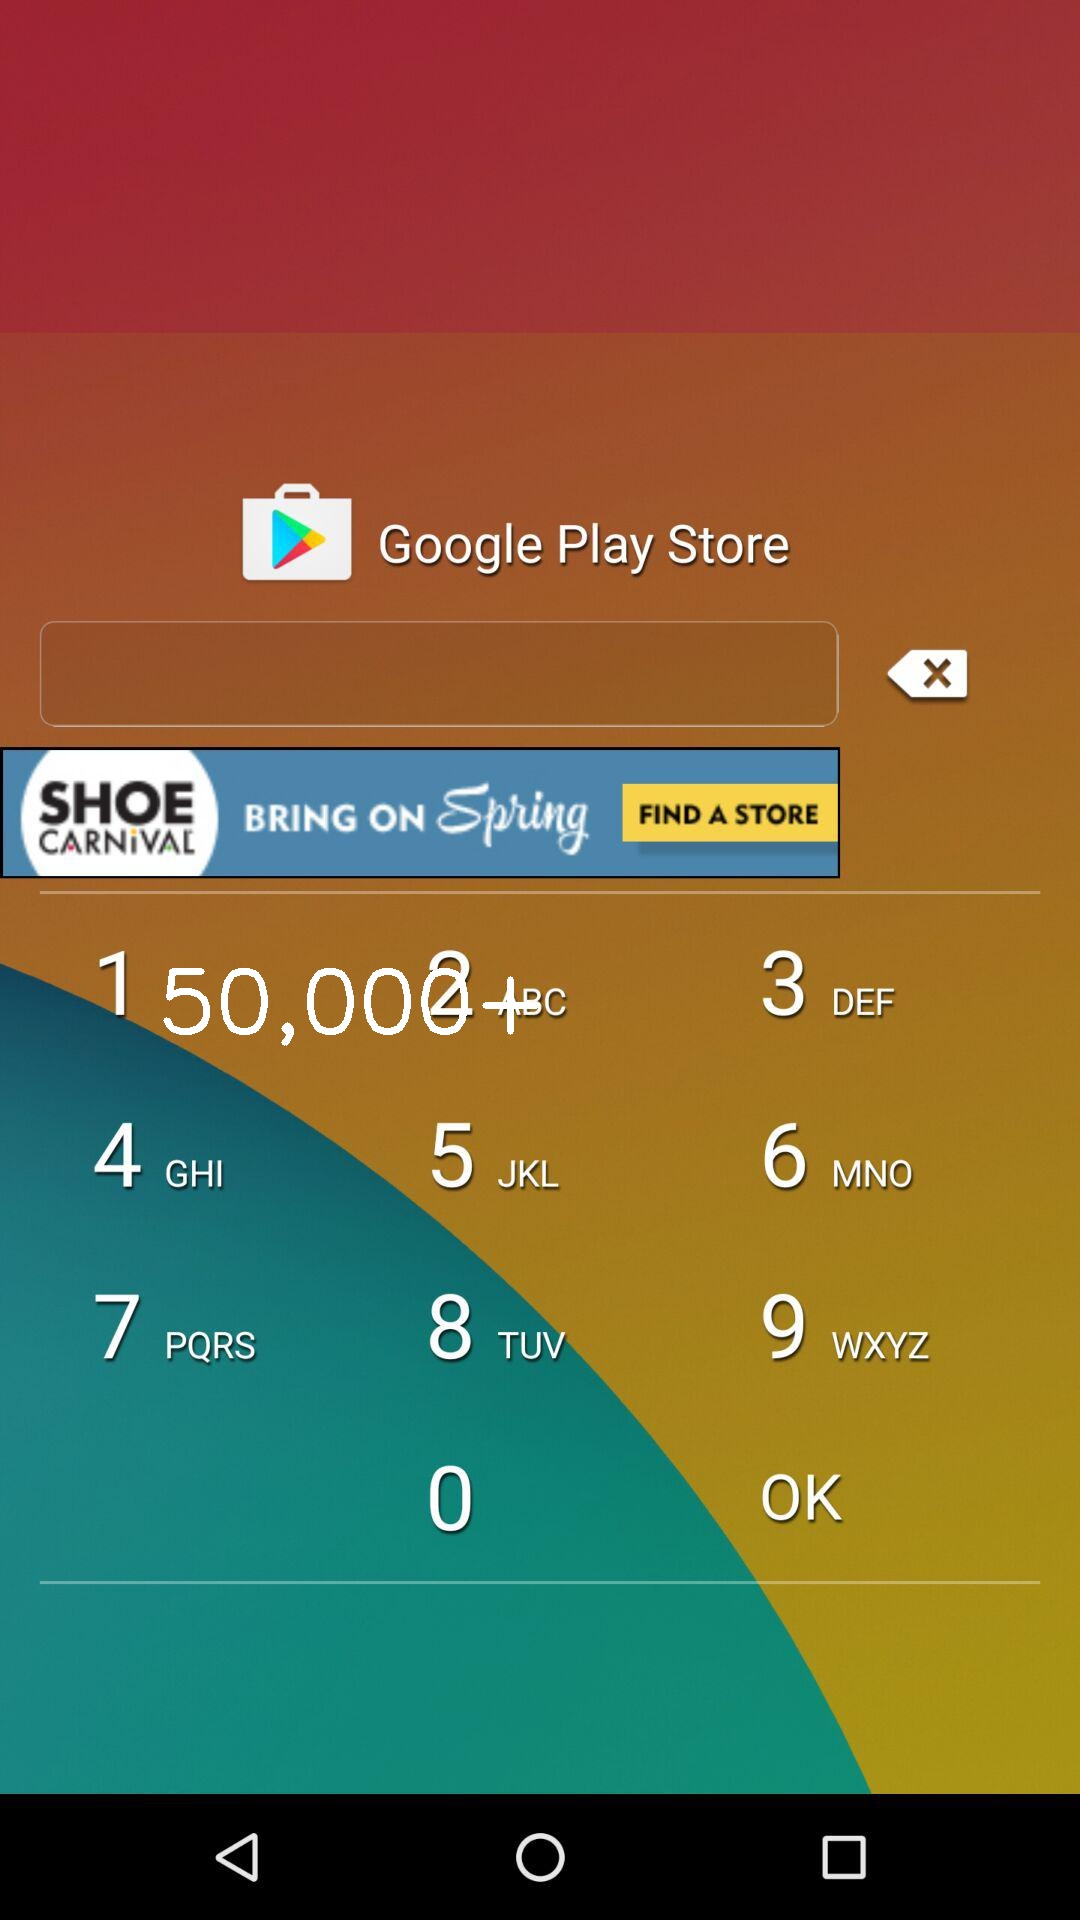 Google Play Store
SHOE CARNiVAL BRING ON Spring FIND A STORE
1 2 ABC 3 DEF
50,000+
4 GHI 5 JKL 6 MNO
7 PQRS 8 TUV 9 WXYZ
0 OK